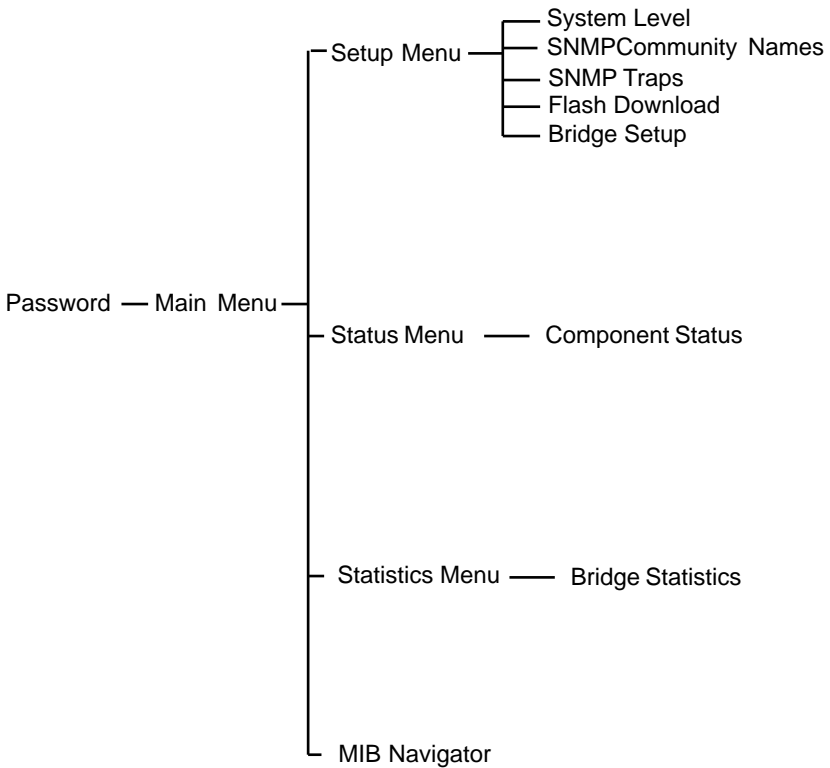 System Level
SNMPCommunity Names
Setup Menu
SNMP Traps
Flash Download
Bridge Setup
Password
Main Menu
Status Menu
Component Status
Statistics Menu
Bridge Statistics
MIB Navigator